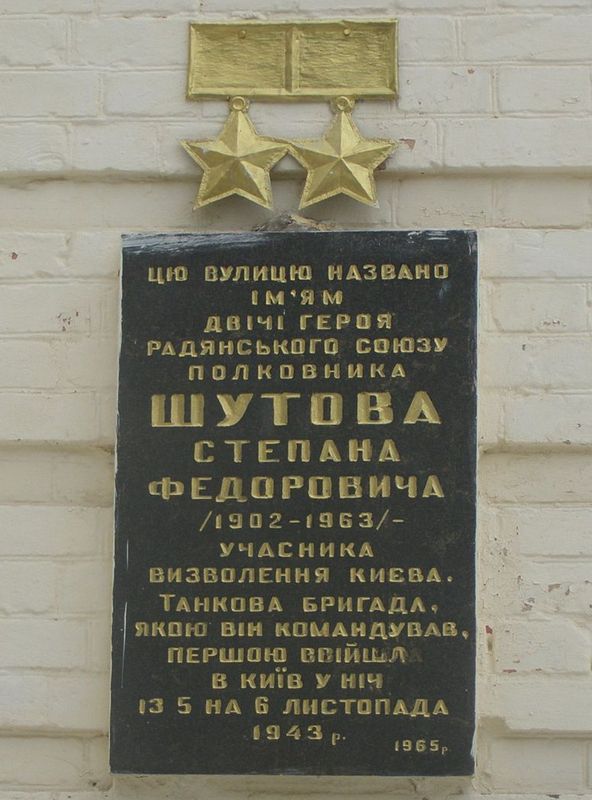 ЦЮ ВУЛИЦЮ НАЗВАНО
ІМ'ЯМ
ДВІЧІ ГЕРОЯ
РАДЯНСЬКОГО СОЮЗУ
ПОЛКОВНИКА
ШУТОВА
СТЕПАНА
ФЕДОРОВИЧА
/1902-1963/-
УЧАСНИКА
ВИЗВОЛЕННЯ КИЄВА.
ТАНКОВА БРИГАДА,
ЯКОЮ ВІН КОМАНДУВАВ,
ПЕРШОЮ ВВІЙШЛА
В КИЇВ У НІЧ
ІЗ 5 НА 6 ЛИСТОПАДА
1943 р.
1965р